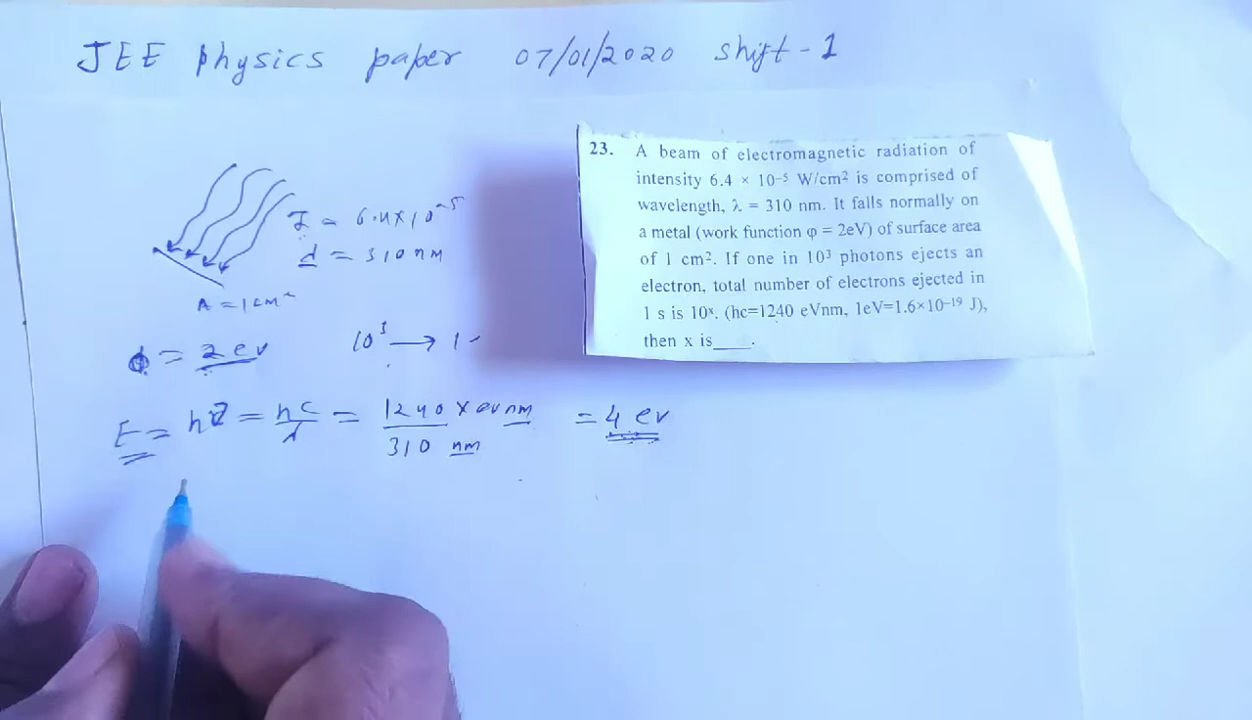 JEE physics paper 07/01/2020 shift-1
23. A beam of electromagnetic radiation of
intensity 6.4 × 10⁻⁵ W/cm² is comprised of
wavelength, λ = 310 nm. It falls normally on
a metal (work function φ = 2eV) of surface area
of 1 cm². If one in 10³ photons ejects an
electron, total number of electrons ejected in
1 s is 10ˣ. (hc=1240 eVnm, 1eV=1.6×10⁻¹⁹ J),
then x is____.
I = 6.4×10⁻⁵
λ = 310 nm
A = 1 cm²
φ = 2 ev
10³ → 1
E = hν = hc/λ = 1240 × ev nm / 310 nm = 4 ev